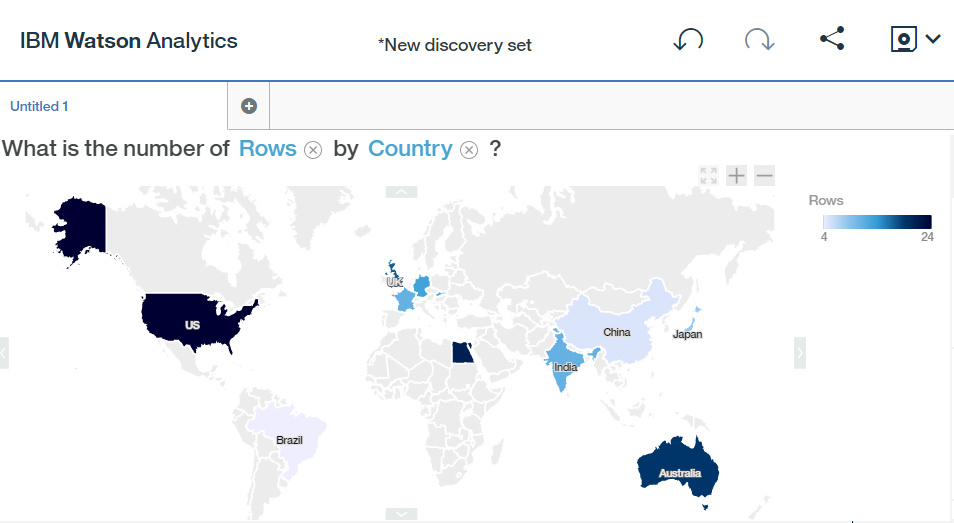 IBM Watson Analytics
*New discovery set
Untitled 1
What is the number of Rows by Country ?
Rows
4 24
UK
US
China
Japan
India
Brazil
Australia